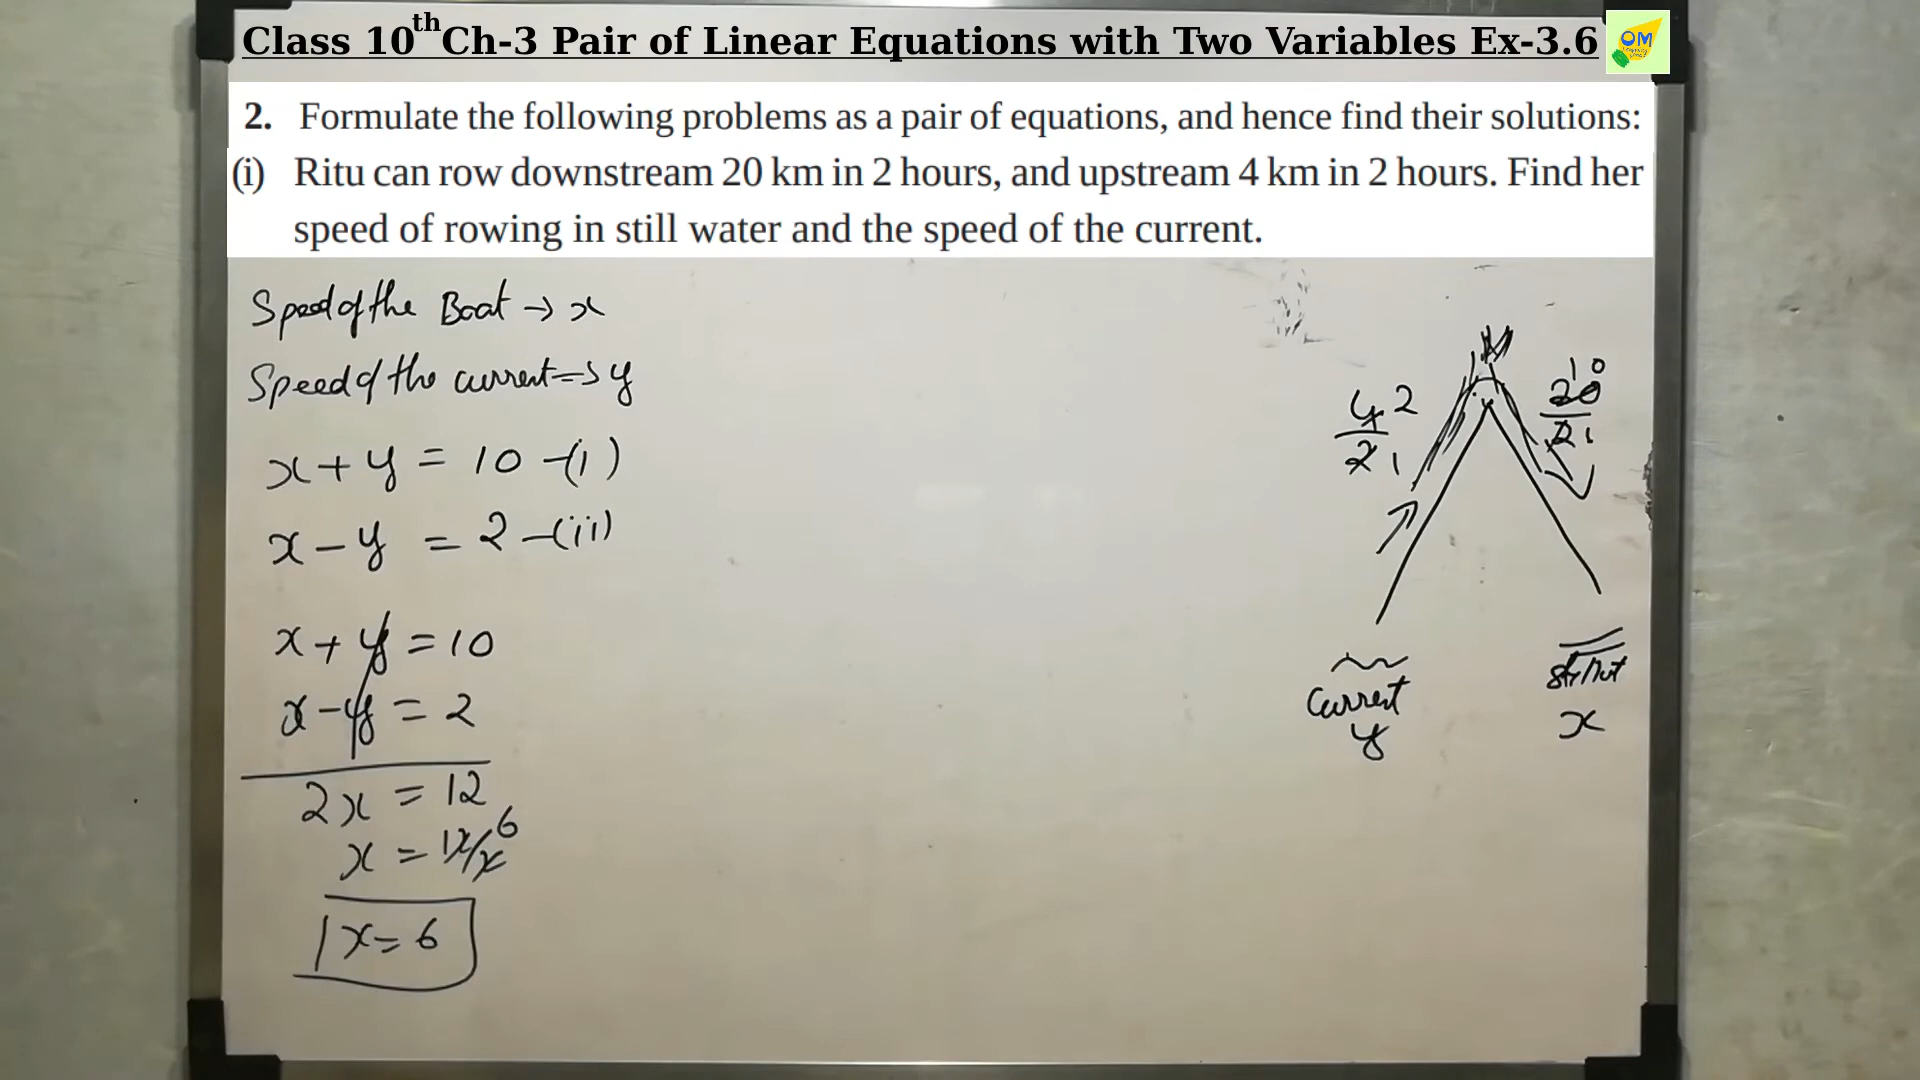 Class 10th Ch-3 Pair of Linear Equations with Two Variables Ex-3.6
OM
2. Formulate the following problems as a pair of equations, and hence find their solutions:
(i) Ritu can row downstream 20 km in 2 hours, and upstream 4 km in 2 hours. Find her
speed of rowing in still water and the speed of the current.
Speed of the Boat → x
Speed of the current ⇒ y
x + y = 10 -(i)
x - y = 2 -(ii)
x + y = 10
x - y = 2
2x = 12
x = 12/2 6
x = 6
4 2
2 1
10
20
2 1
Current
y
x